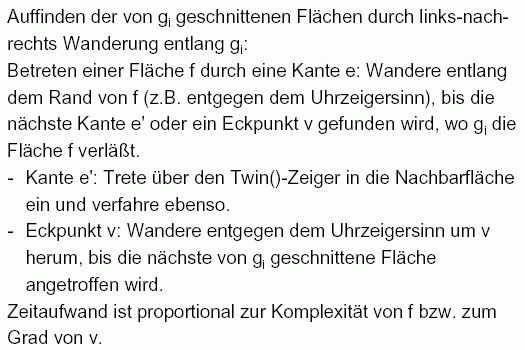 Auffinden der von gi geschnittenen Flächen durch links-nach-
rechts Wanderung entlang gi:
Betreten einer Fläche f durch eine Kante e: Wandere entlang
dem Rand von f (z.B. entgegen dem Uhrzeigersinn), bis die
nächste Kante e' oder ein Eckpunkt v gefunden wird, wo gi die
Fläche f verläßt.
- Kante e': Trete über den Twin()-Zeiger in die Nachbarfläche
ein und verfahre ebenso.
- Eckpunkt v: Wandere entgegen dem Uhrzeigersinn um v
herum, bis die nächste von gi geschnittene Fläche
angetroffen wird.
Zeitaufwand ist proportional zur Komplexität von f bzw. zum
Grad von v.